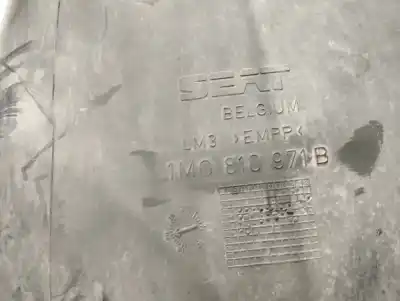 SEAT
BELGIUM
LM3 >EMPP<
1M0 810 971 B